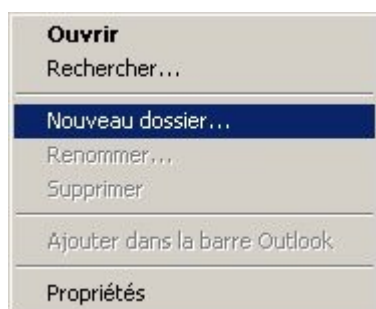 Ouvrir
Rechercher...
Nouveau dossier...
Renommer...
Supprimer
Ajouter dans la barre Outlook
Propriétés